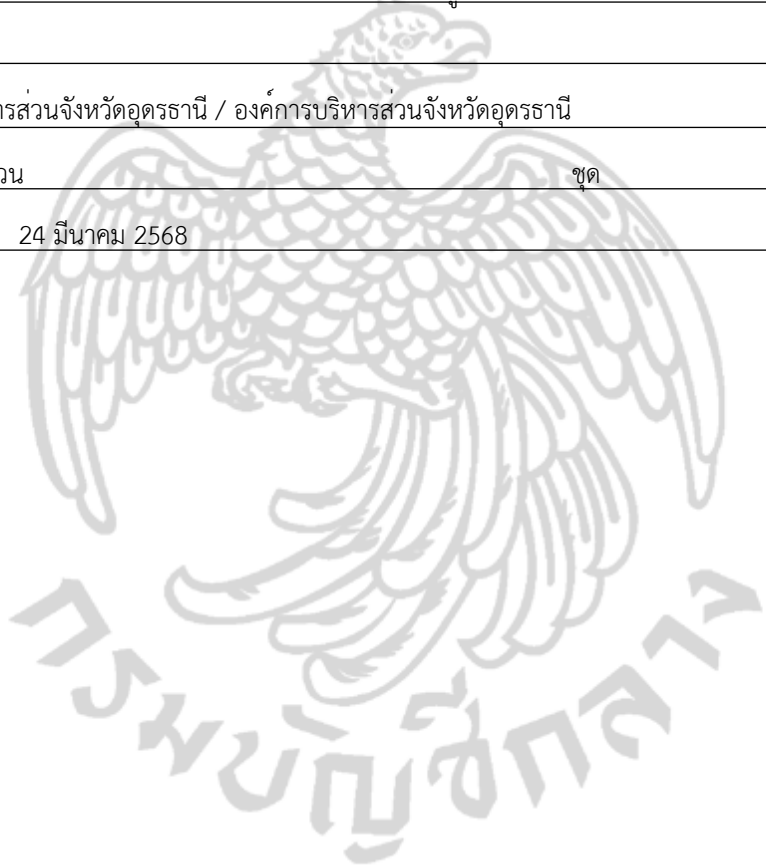 ารส่วนจังหวัดอุดรธานี / องค์การบริหารส่วนจังหวัดอุดรธานี
วน ชุด
24 มีนาคม 2568
กรมบัญชีกลาง